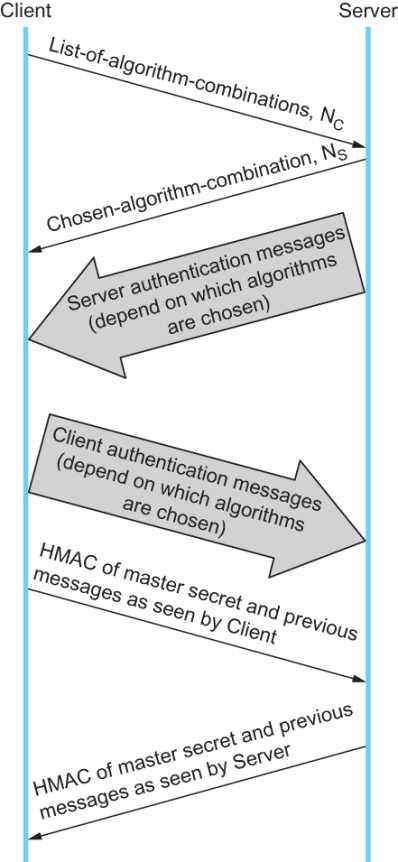 Client
Server
List-of-algorithm-combinations, NC
Chosen-algorithm-combination, NS
Server authentication messages
(depend on which algorithms
are chosen)
Client authentication messages
(depend on which algorithms
are chosen)
HMAC of master secret and previous
messages as seen by Client
HMAC of master secret and previous
messages as seen by Server